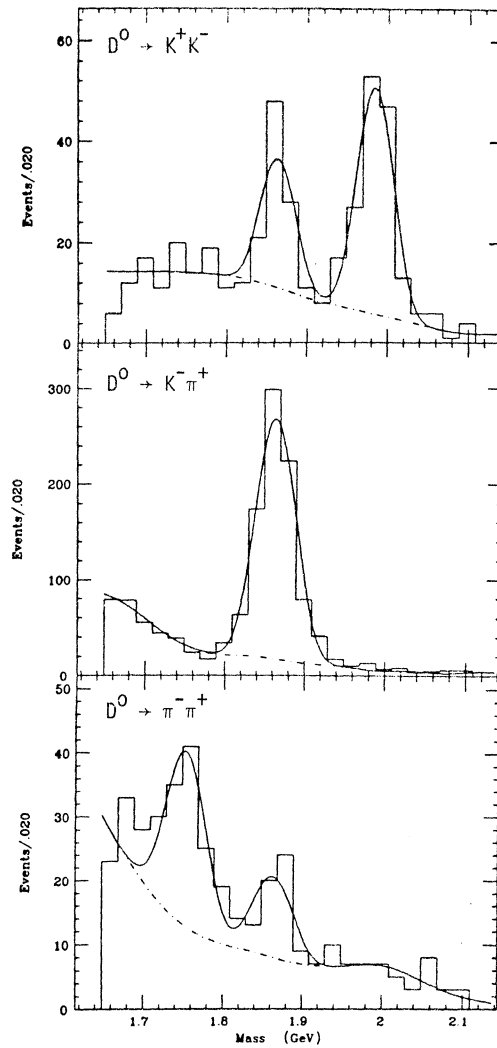 D⁰ → K⁺K⁻
60
40
20
0
Events/.020
D⁰ → K⁻π⁺
300
200
100
0
Events/.020
D⁰ → π⁻π⁺
50
40
30
20
10
0
Events/.020
1.7 1.8 1.9 2 2.1
Mass (GeV)